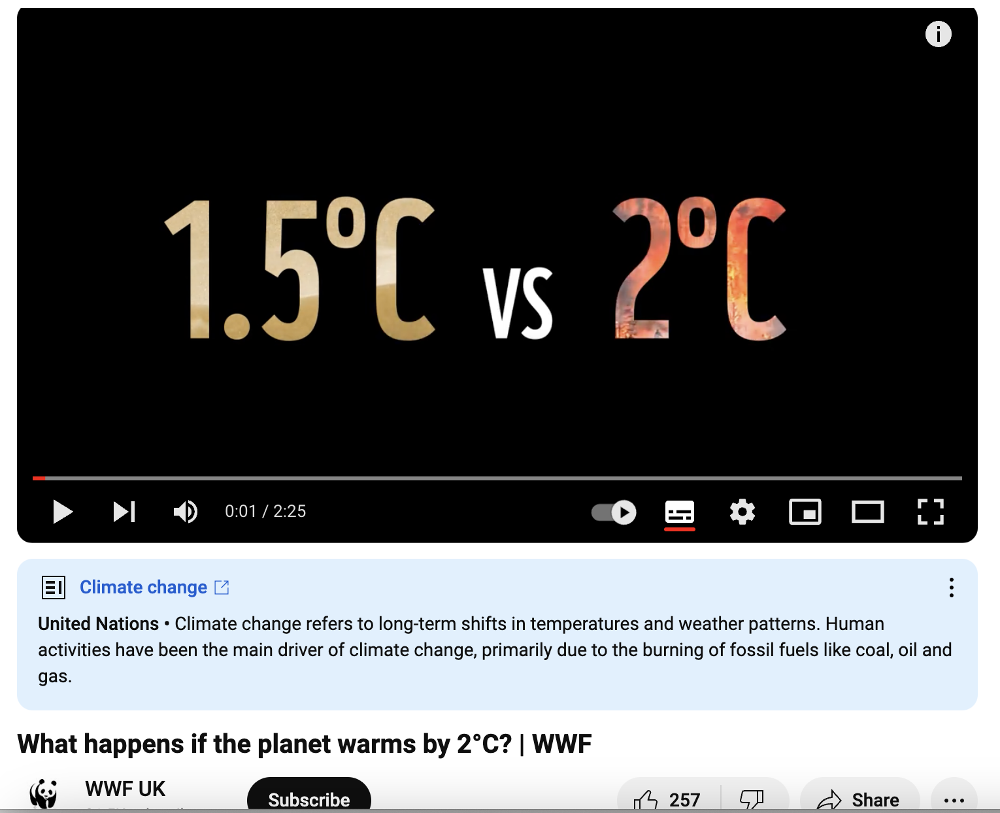 1.5°C vs 2°C
0:01 / 2:25
Climate change
United Nations • Climate change refers to long-term shifts in temperatures and weather patterns. Human
activities have been the main driver of climate change, primarily due to the burning of fossil fuels like coal, oil and
gas.
What happens if the planet warms by 2°C? | WWF
WWF UK
Subscribe
257
Share